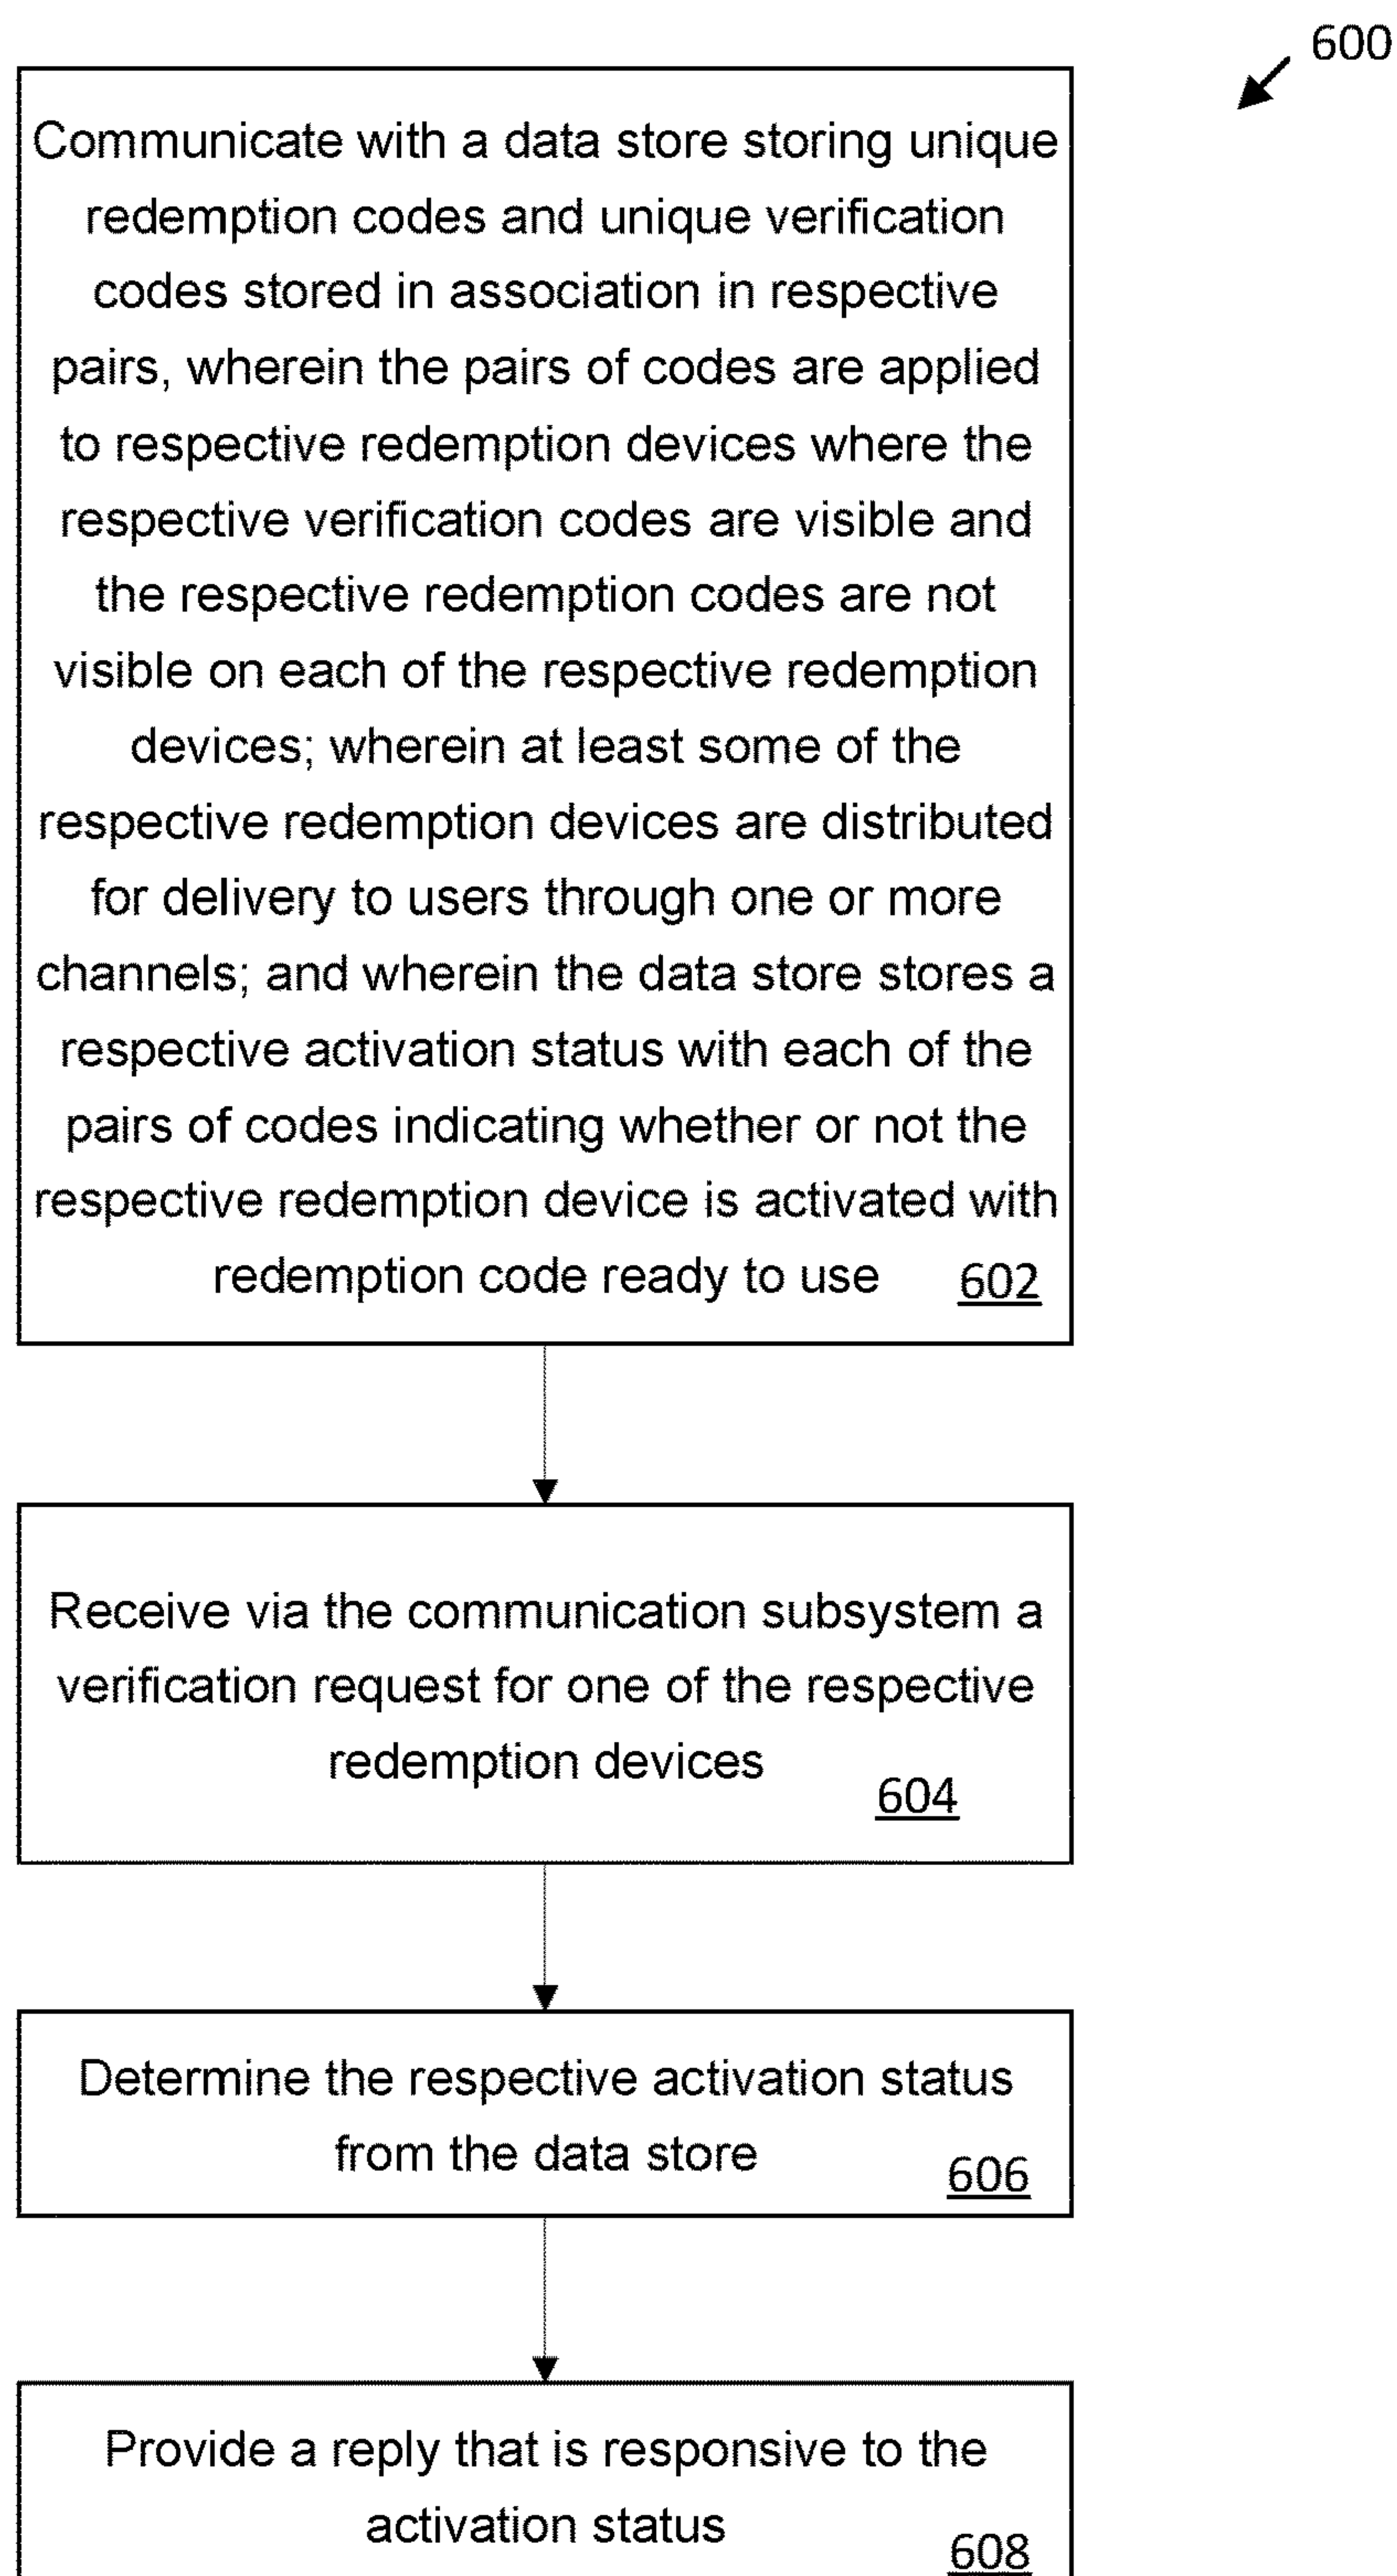 600
Communicate with a data store storing unique
redemption codes and unique verification
codes stored in association in respective
pairs, wherein the pairs of codes are applied
to respective redemption devices where the
respective verification codes are visible and
the respective redemption codes are not
visible on each of the respective redemption
devices; wherein at least some of the
respective redemption devices are distributed
for delivery to users through one or more
channels; and wherein the data store stores a
respective activation status with each of the
pairs of codes indicating whether or not the
respective redemption device is activated with
redemption code ready to use 602
Receive via the communication subsystem a
verification request for one of the respective
redemption devices
604
Determine the respective activation status
from the data store
606
Provide a reply that is responsive to the
activation status
608